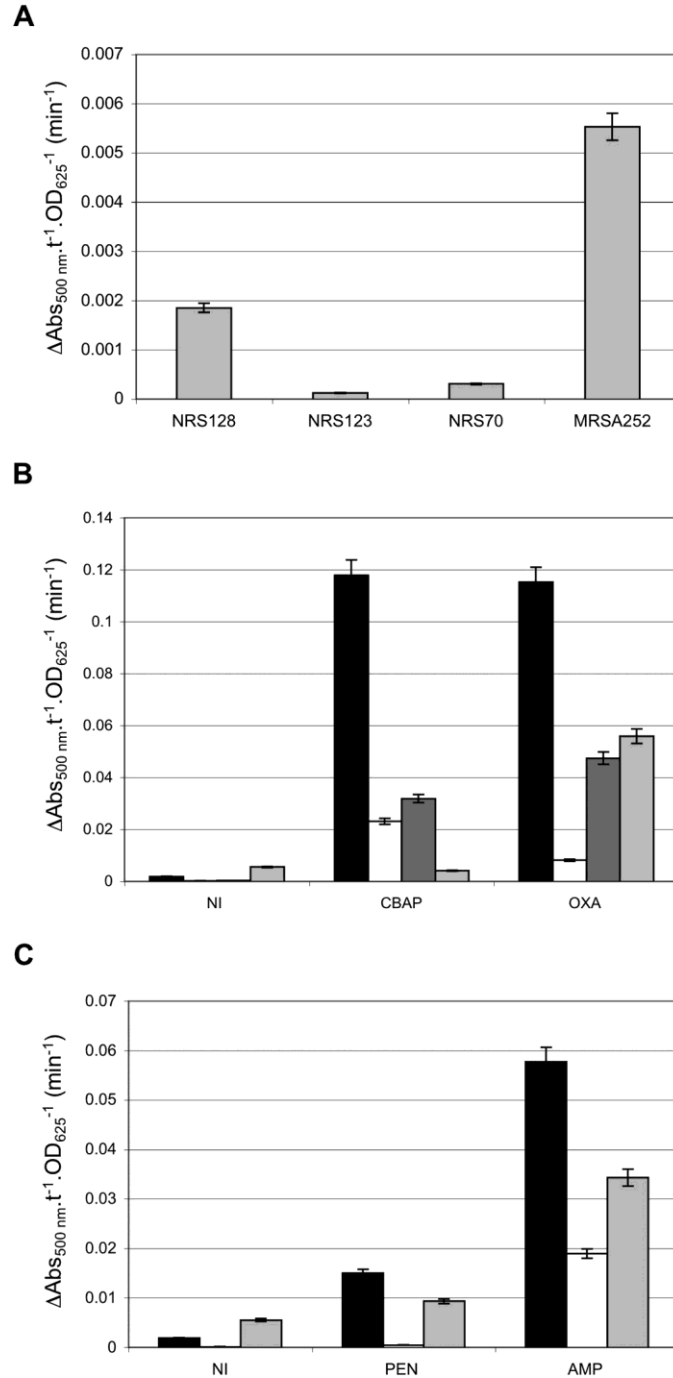 A
ΔAbs500 nm.t-1.OD625-1 (min-1)
0.007
0.006
0.005
0.004
0.003
0.002
0.001
0
NRS128 NRS123 NRS70 MRSA252
B
ΔAbs500 nm.t-1.OD625-1 (min-1)
0.14
0.12
0.1
0.08
0.06
0.04
0.02
0
NI CBAP OXA
C
ΔAbs500 nm.t-1.OD625-1 (min-1)
0.07
0.06
0.05
0.04
0.03
0.02
0.01
0
NI PEN AMP